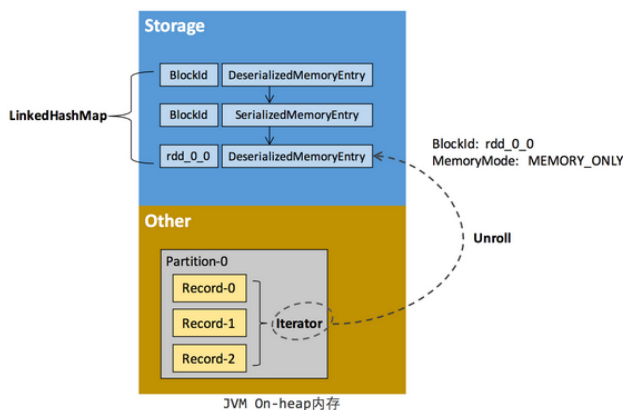 Storage
BlockId DeserializedMemoryEntry
LinkedHashMap
BlockId SerializedMemoryEntry
rdd_0_0 DeserializedMemoryEntry
BlockId: rdd_0_0
MemoryMode: MEMORY_ONLY
Other
Unroll
Partition-0
Record-0
Record-1
Iterator
Record-2
JVM On-heap内存